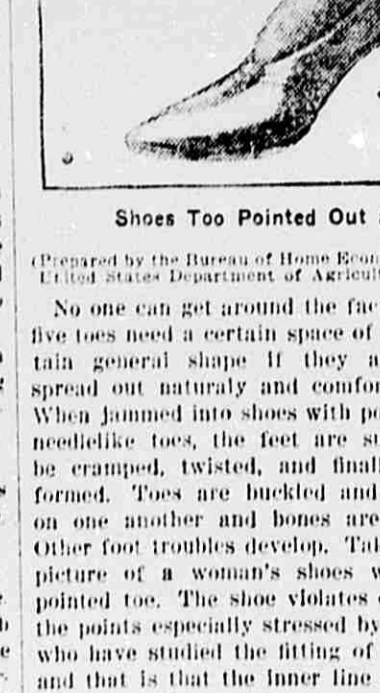 Shoes Too Pointed Out
(Prepared by the Bureau of Home Econ
United States Department of Agricul
No one can get around the fac
five toes need a certain space of
tain general shape if they a
spread out naturaly and comfor
When jammed into shoes with po
needlelike toes, the feet are su
be cramped, twisted, and finall
formed. Toes are buckled and
on one another and bones are
Other foot troubles develop. Tak
picture of a woman's shoes w
pointed toe. The shoe violates
the points especially stressed by
who have studied the fitting of
and that is that the inner line